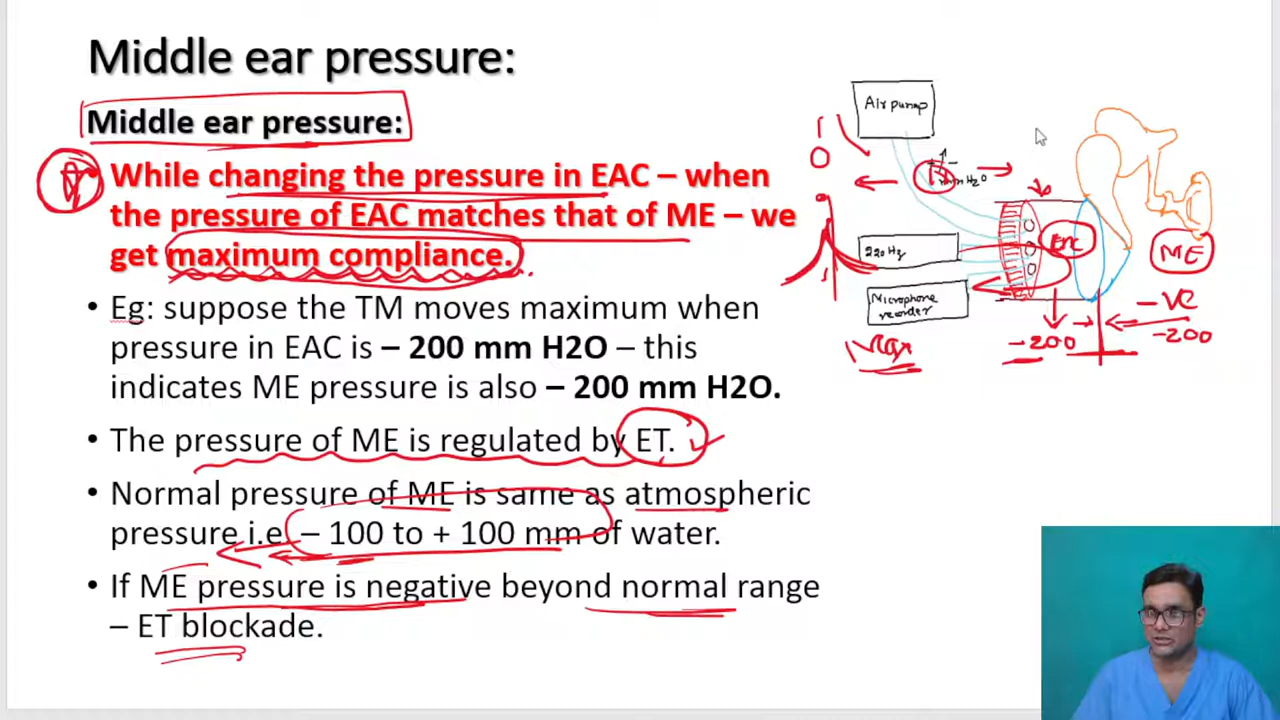 Middle ear pressure:
Middle ear pressure:
While changing the pressure in EAC – when
the pressure of EAC matches that of ME – we
get maximum compliance.
• Eg: suppose the TM moves maximum when
pressure in EAC is – 200 mm H2O – this
indicates ME pressure is also – 200 mm H2O.
• The pressure of ME is regulated by ET.
• Normal pressure of ME is same as atmospheric
pressure i.e – 100 to + 100 mm of water.
• If ME pressure is negative beyond normal range
– ET blockade.
Air pump
mmH2O
EAC
220Hz
ME
Microphone
recorder
-ve
-200
-200
Max